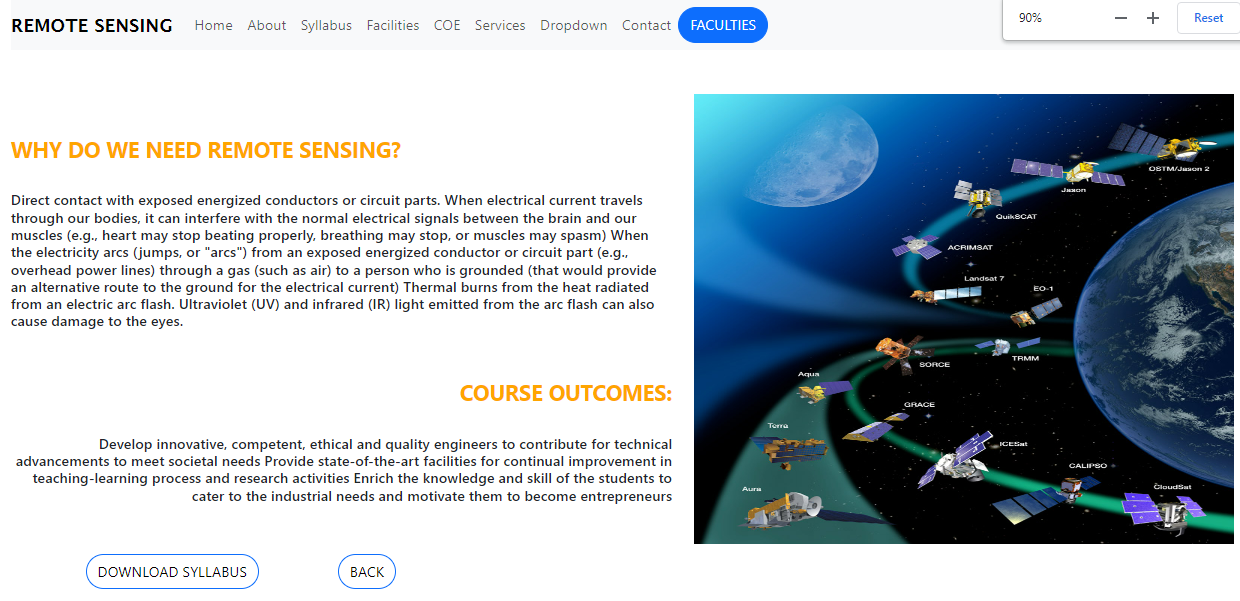 REMOTE SENSING Home About Syllabus Facilities COE Services Dropdown Contact FACULTIES
90% Reset
WHY DO WE NEED REMOTE SENSING?
Direct contact with exposed energized conductors or circuit parts. When electrical current travels
through our bodies, it can interfere with the normal electrical signals between the brain and our
muscles (e.g., heart may stop beating properly, breathing may stop, or muscles may spasm) When
the electricity arcs (jumps, or "arcs") from an exposed energized conductor or circuit part (e.g.,
overhead power lines) through a gas (such as air) to a person who is grounded (that would provide
an alternative route to the ground for the electrical current) Thermal burns from the heat radiated
from an electric arc flash. Ultraviolet (UV) and infrared (IR) light emitted from the arc flash can also
cause damage to the eyes.
COURSE OUTCOMES:
Develop innovative, competent, ethical and quality engineers to contribute for technical
advancements to meet societal needs Provide state-of-the-art facilities for continual improvement in
teaching-learning process and research activities Enrich the knowledge and skill of the students to
cater to the industrial needs and motivate them to become entrepreneurs
DOWNLOAD SYLLABUS
BACK
OSTM/Jason 2
Jason
QuikSCAT
ACRIMSAT
Landsat 7
EO-1
TRMM
SORCE
Aqua
GRACE
Terra
ICESat
CALIPSO
CloudSat
Aura